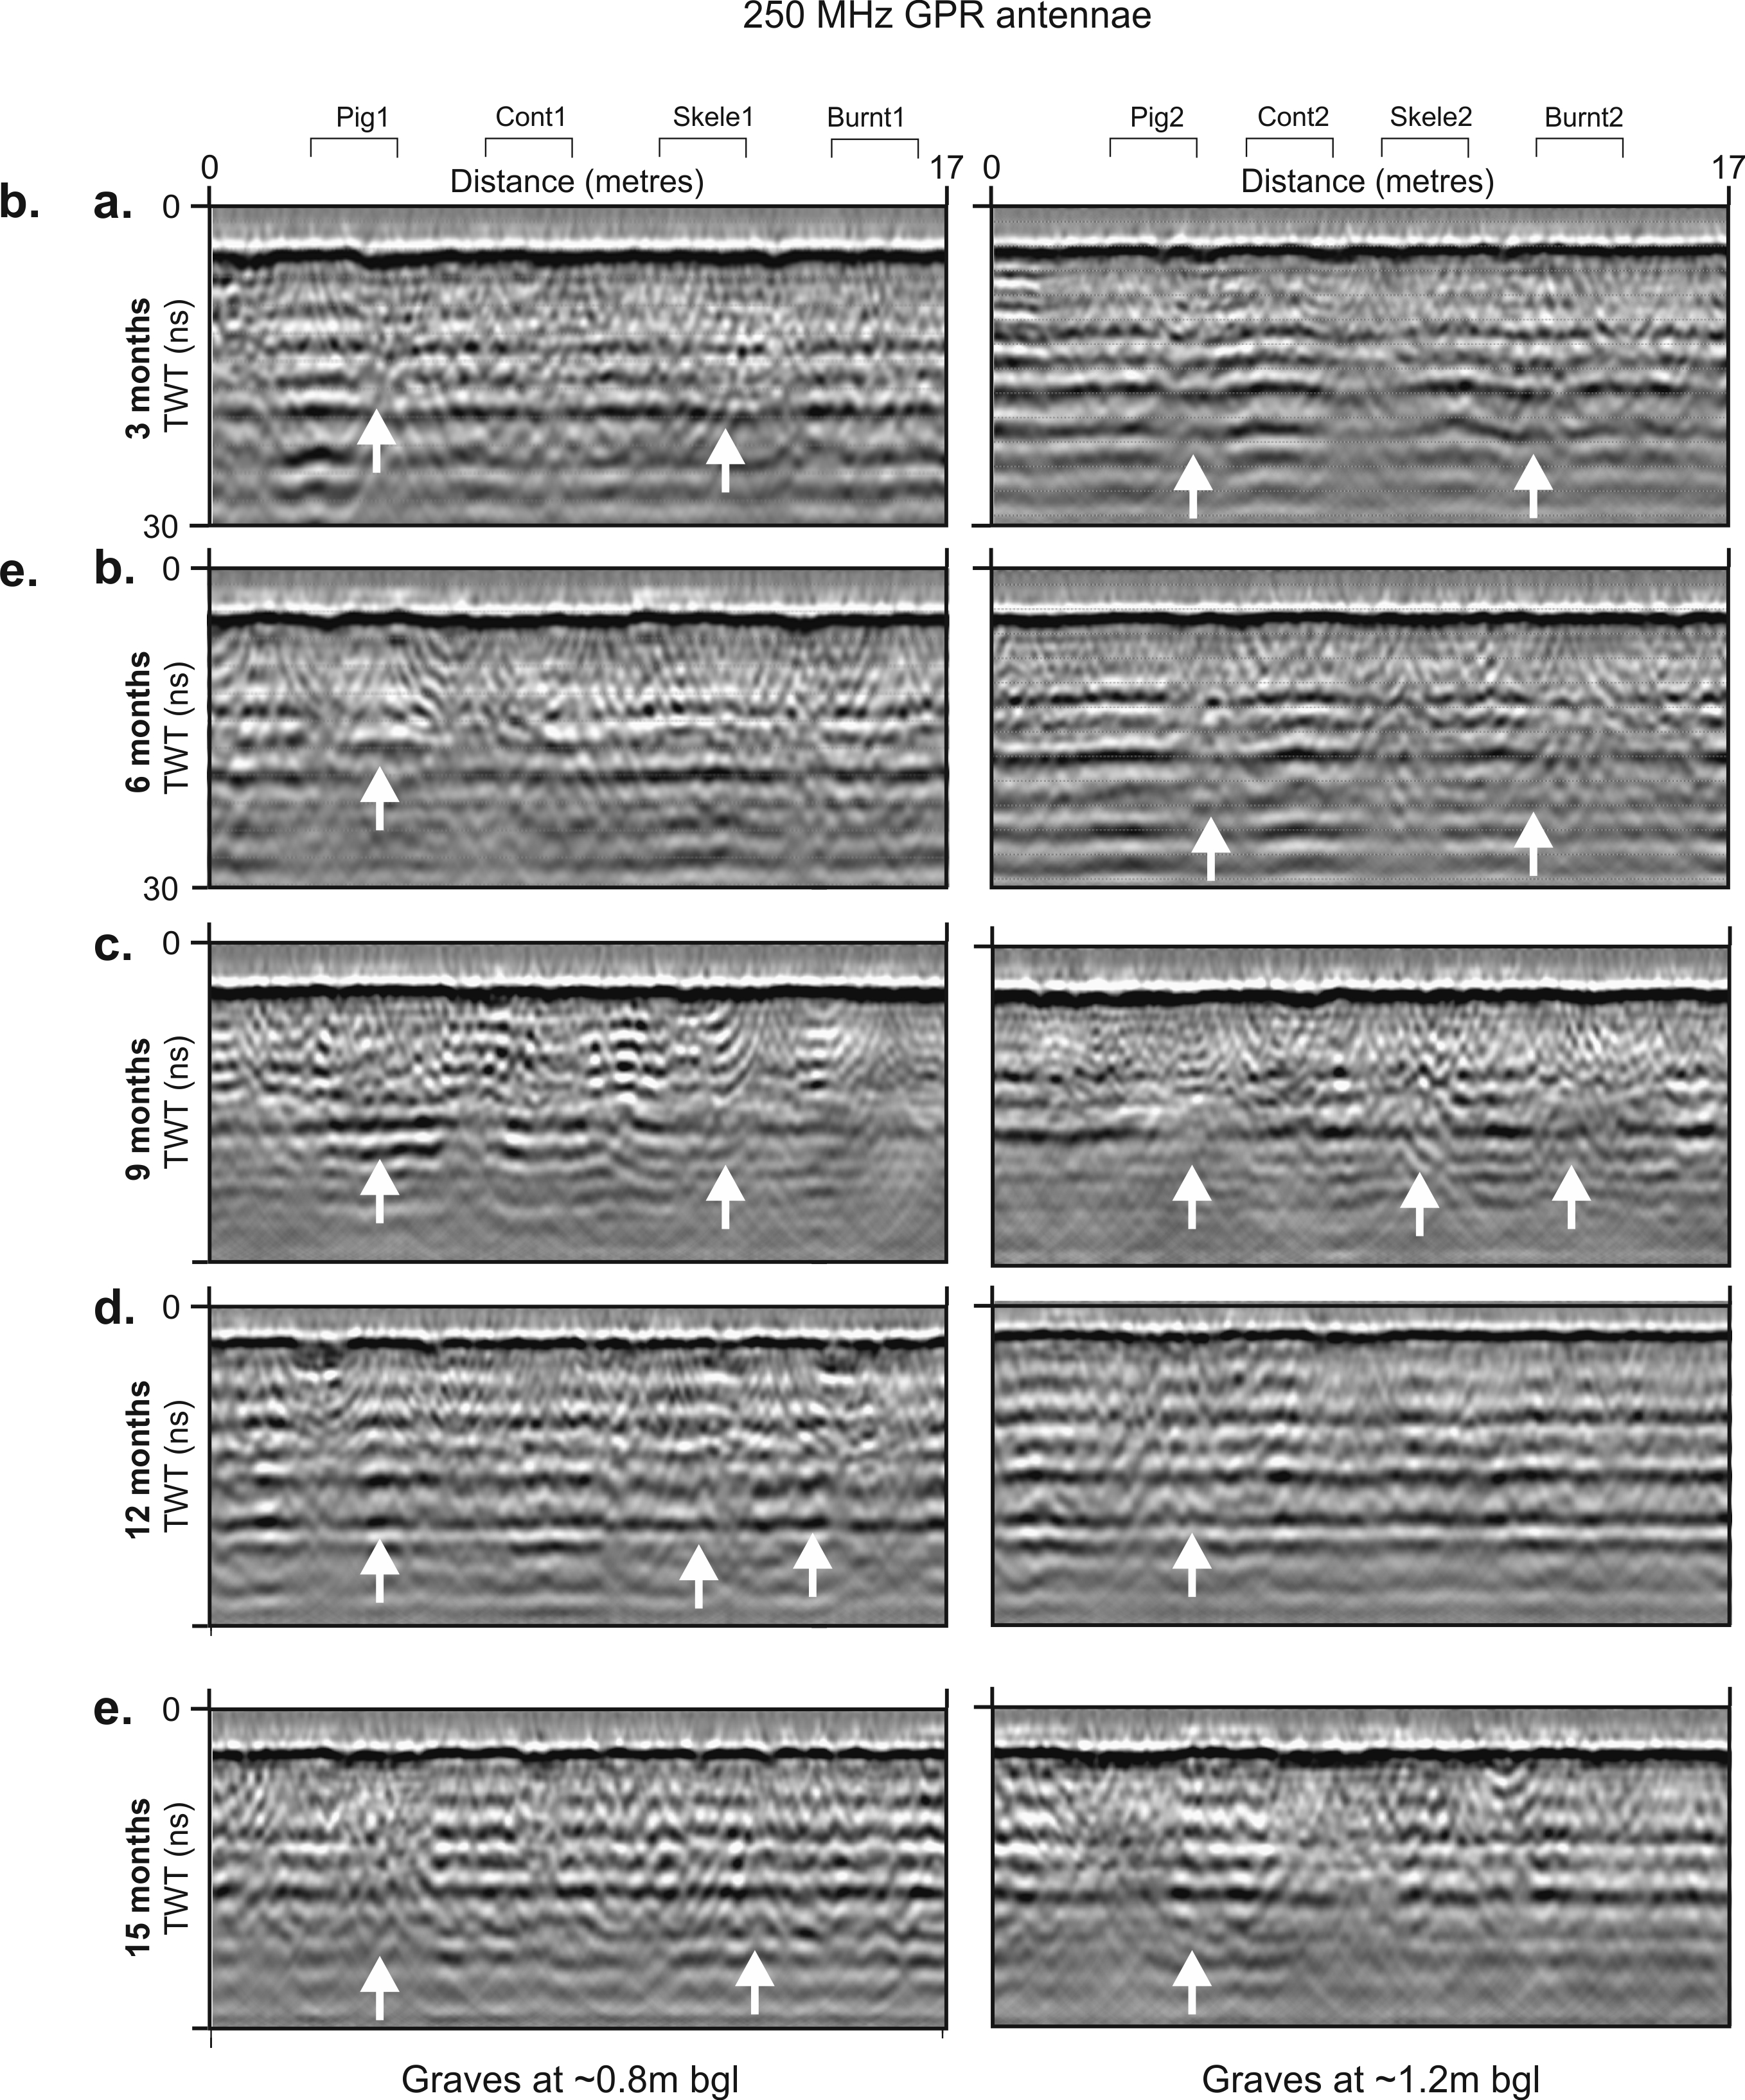 250 MHz GPR antennae
Pig1 Cont1 Skele1 Burnt1 Pig2 Cont2 Skele2 Burnt2
0 Distance (metres) 17 0 Distance (metres) 17
b. a. 0
3 months
TWT (ns)
30
e. b. 0
6 months
TWT (ns)
30
c. 0
9 months
TWT (ns)
d. 0
12 months
TWT (ns)
e. 0
15 months
TWT (ns)
Graves at ~0.8m bgl Graves at ~1.2m bgl